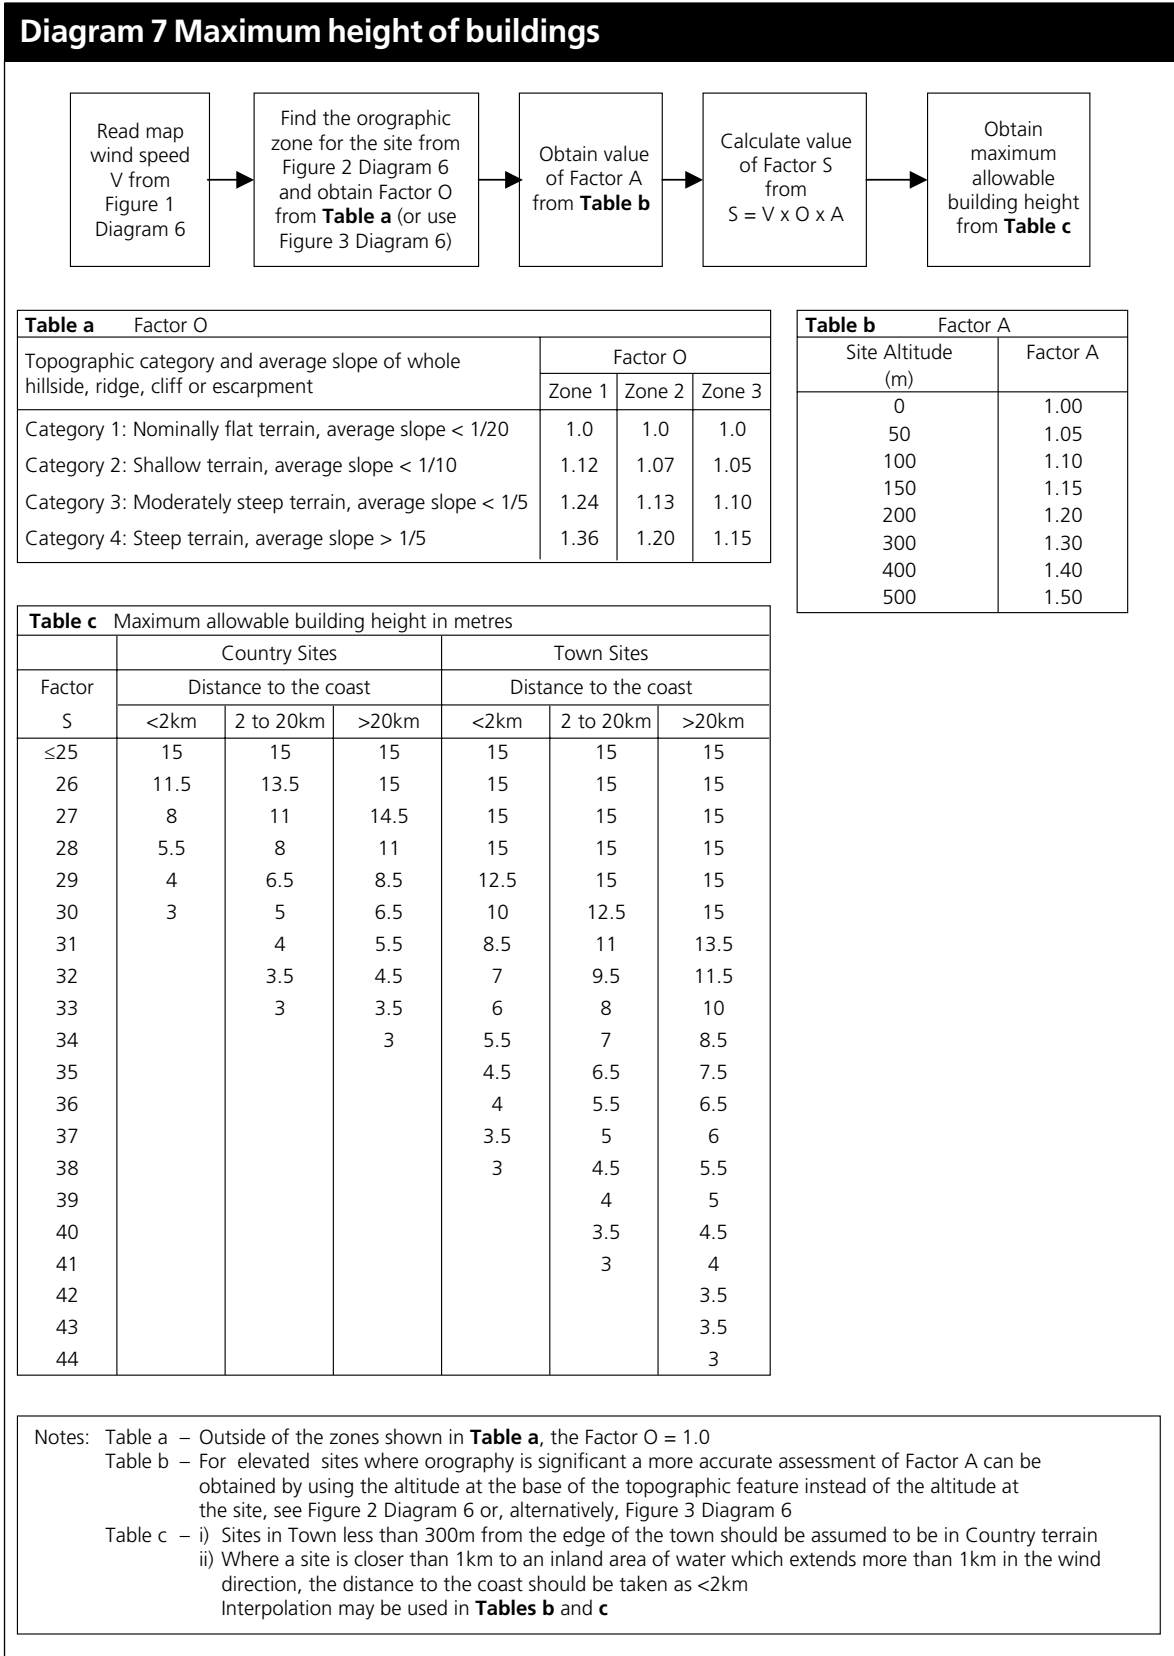 Diagram 7 Maximum height of buildings
Read map
wind speed
V from
Figure 1
Diagram 6
Find the orographic
zone for the site from
Figure 2 Diagram 6
and obtain Factor O
from Table a (or use
Figure 3 Diagram 6)
Obtain value
of Factor A
from Table b
Calculate value
of Factor S
from
S = V x O x A
Obtain
maximum
allowable
building height
from Table c
Table a Factor O
Topographic category and average slope of whole
hillside, ridge, cliff or escarpment
Factor O
Zone 1 Zone 2 Zone 3
Category 1: Nominally flat terrain, average slope < 1/20 1.0 1.0 1.0
Category 2: Shallow terrain, average slope < 1/10 1.12 1.07 1.05
Category 3: Moderately steep terrain, average slope < 1/5 1.24 1.13 1.10
Category 4: Steep terrain, average slope > 1/5 1.36 1.20 1.15
Table b Factor A
Site Altitude Factor A
(m)
0 1.00
50 1.05
100 1.10
150 1.15
200 1.20
300 1.30
400 1.40
500 1.50
Table c Maximum allowable building height in metres
Country Sites Town Sites
Factor Distance to the coast Distance to the coast
S <2km 2 to 20km >20km <2km 2 to 20km >20km
≤25 15 15 15 15 15 15
26 11.5 13.5 15 15 15 15
27 8 11 14.5 15 15 15
28 5.5 8 11 15 15 15
29 4 6.5 8.5 12.5 15 15
30 3 5 6.5 10 12.5 15
31 4 5.5 8.5 11 13.5
32 3.5 4.5 7 9.5 11.5
33 3 3.5 6 8 10
34 3 5.5 7 8.5
35 4.5 6.5 7.5
36 4 5.5 6.5
37 3.5 5 6
38 3 4.5 5.5
39 4 5
40 3.5 4.5
41 3 4
42 3.5
43 3.5
44 3
Notes: Table a – Outside of the zones shown in Table a, the Factor O = 1.0
Table b – For elevated sites where orography is significant a more accurate assessment of Factor A can be
obtained by using the altitude at the base of the topographic feature instead of the altitude at
the site, see Figure 2 Diagram 6 or, alternatively, Figure 3 Diagram 6
Table c – i) Sites in Town less than 300m from the edge of the town should be assumed to be in Country terrain
ii) Where a site is closer than 1km to an inland area of water which extends more than 1km in the wind
direction, the distance to the coast should be taken as <2km
Interpolation may be used in Tables b and c